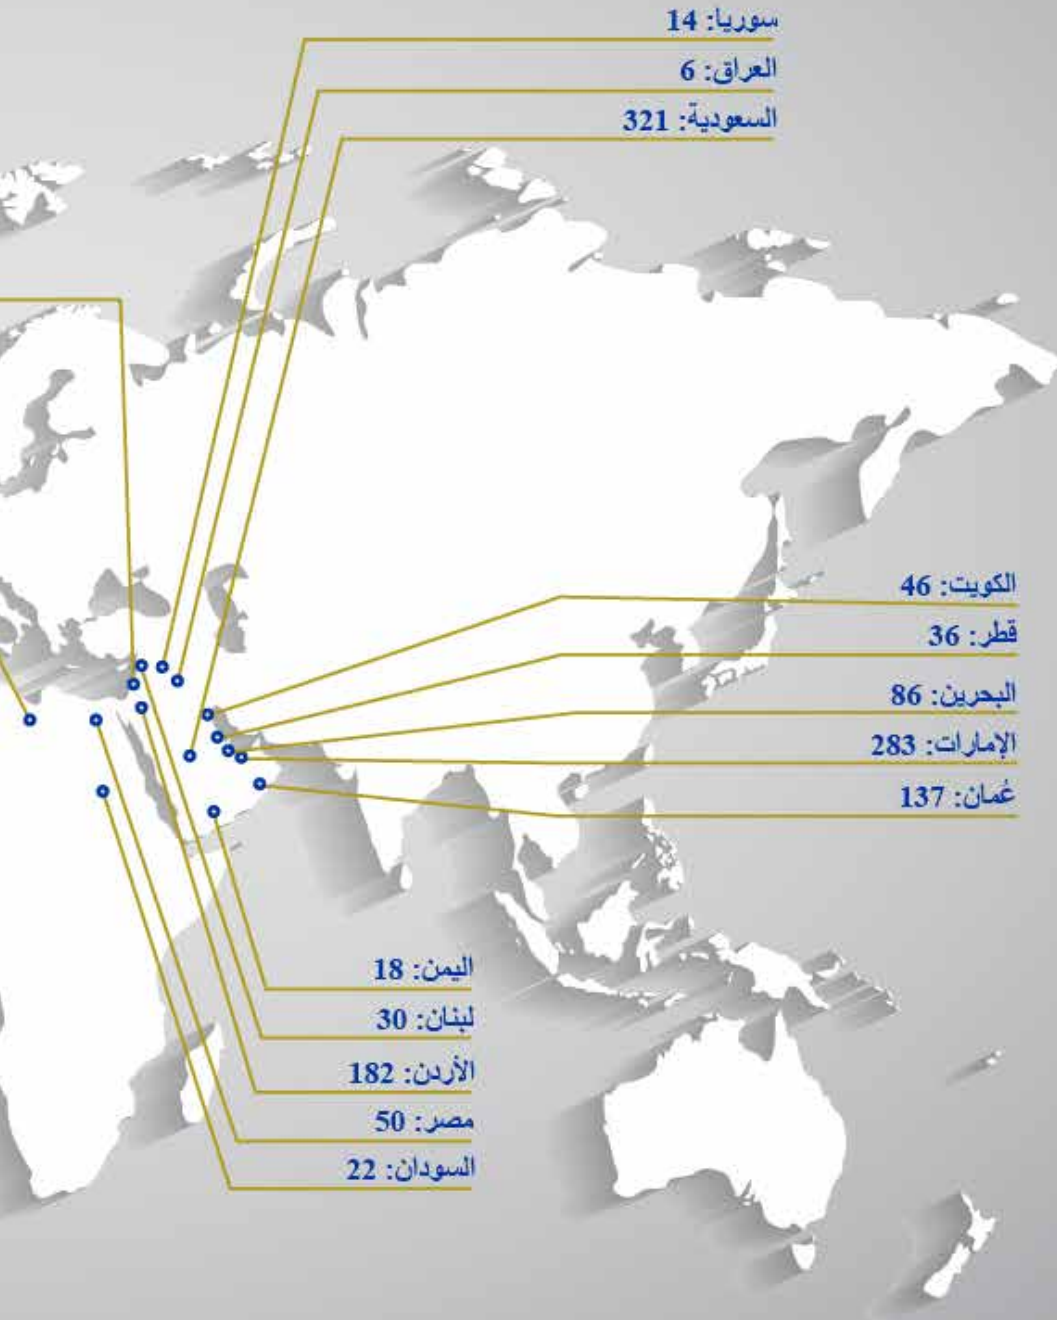 سوريا: 14
العراق: 6
السعودية: 321
الكويت: 46
قطر: 36
البحرين: 86
الإمارات: 283
عُمان: 137
اليمن: 18
لبنان: 30
الأردن: 182
مصر: 50
السودان: 22